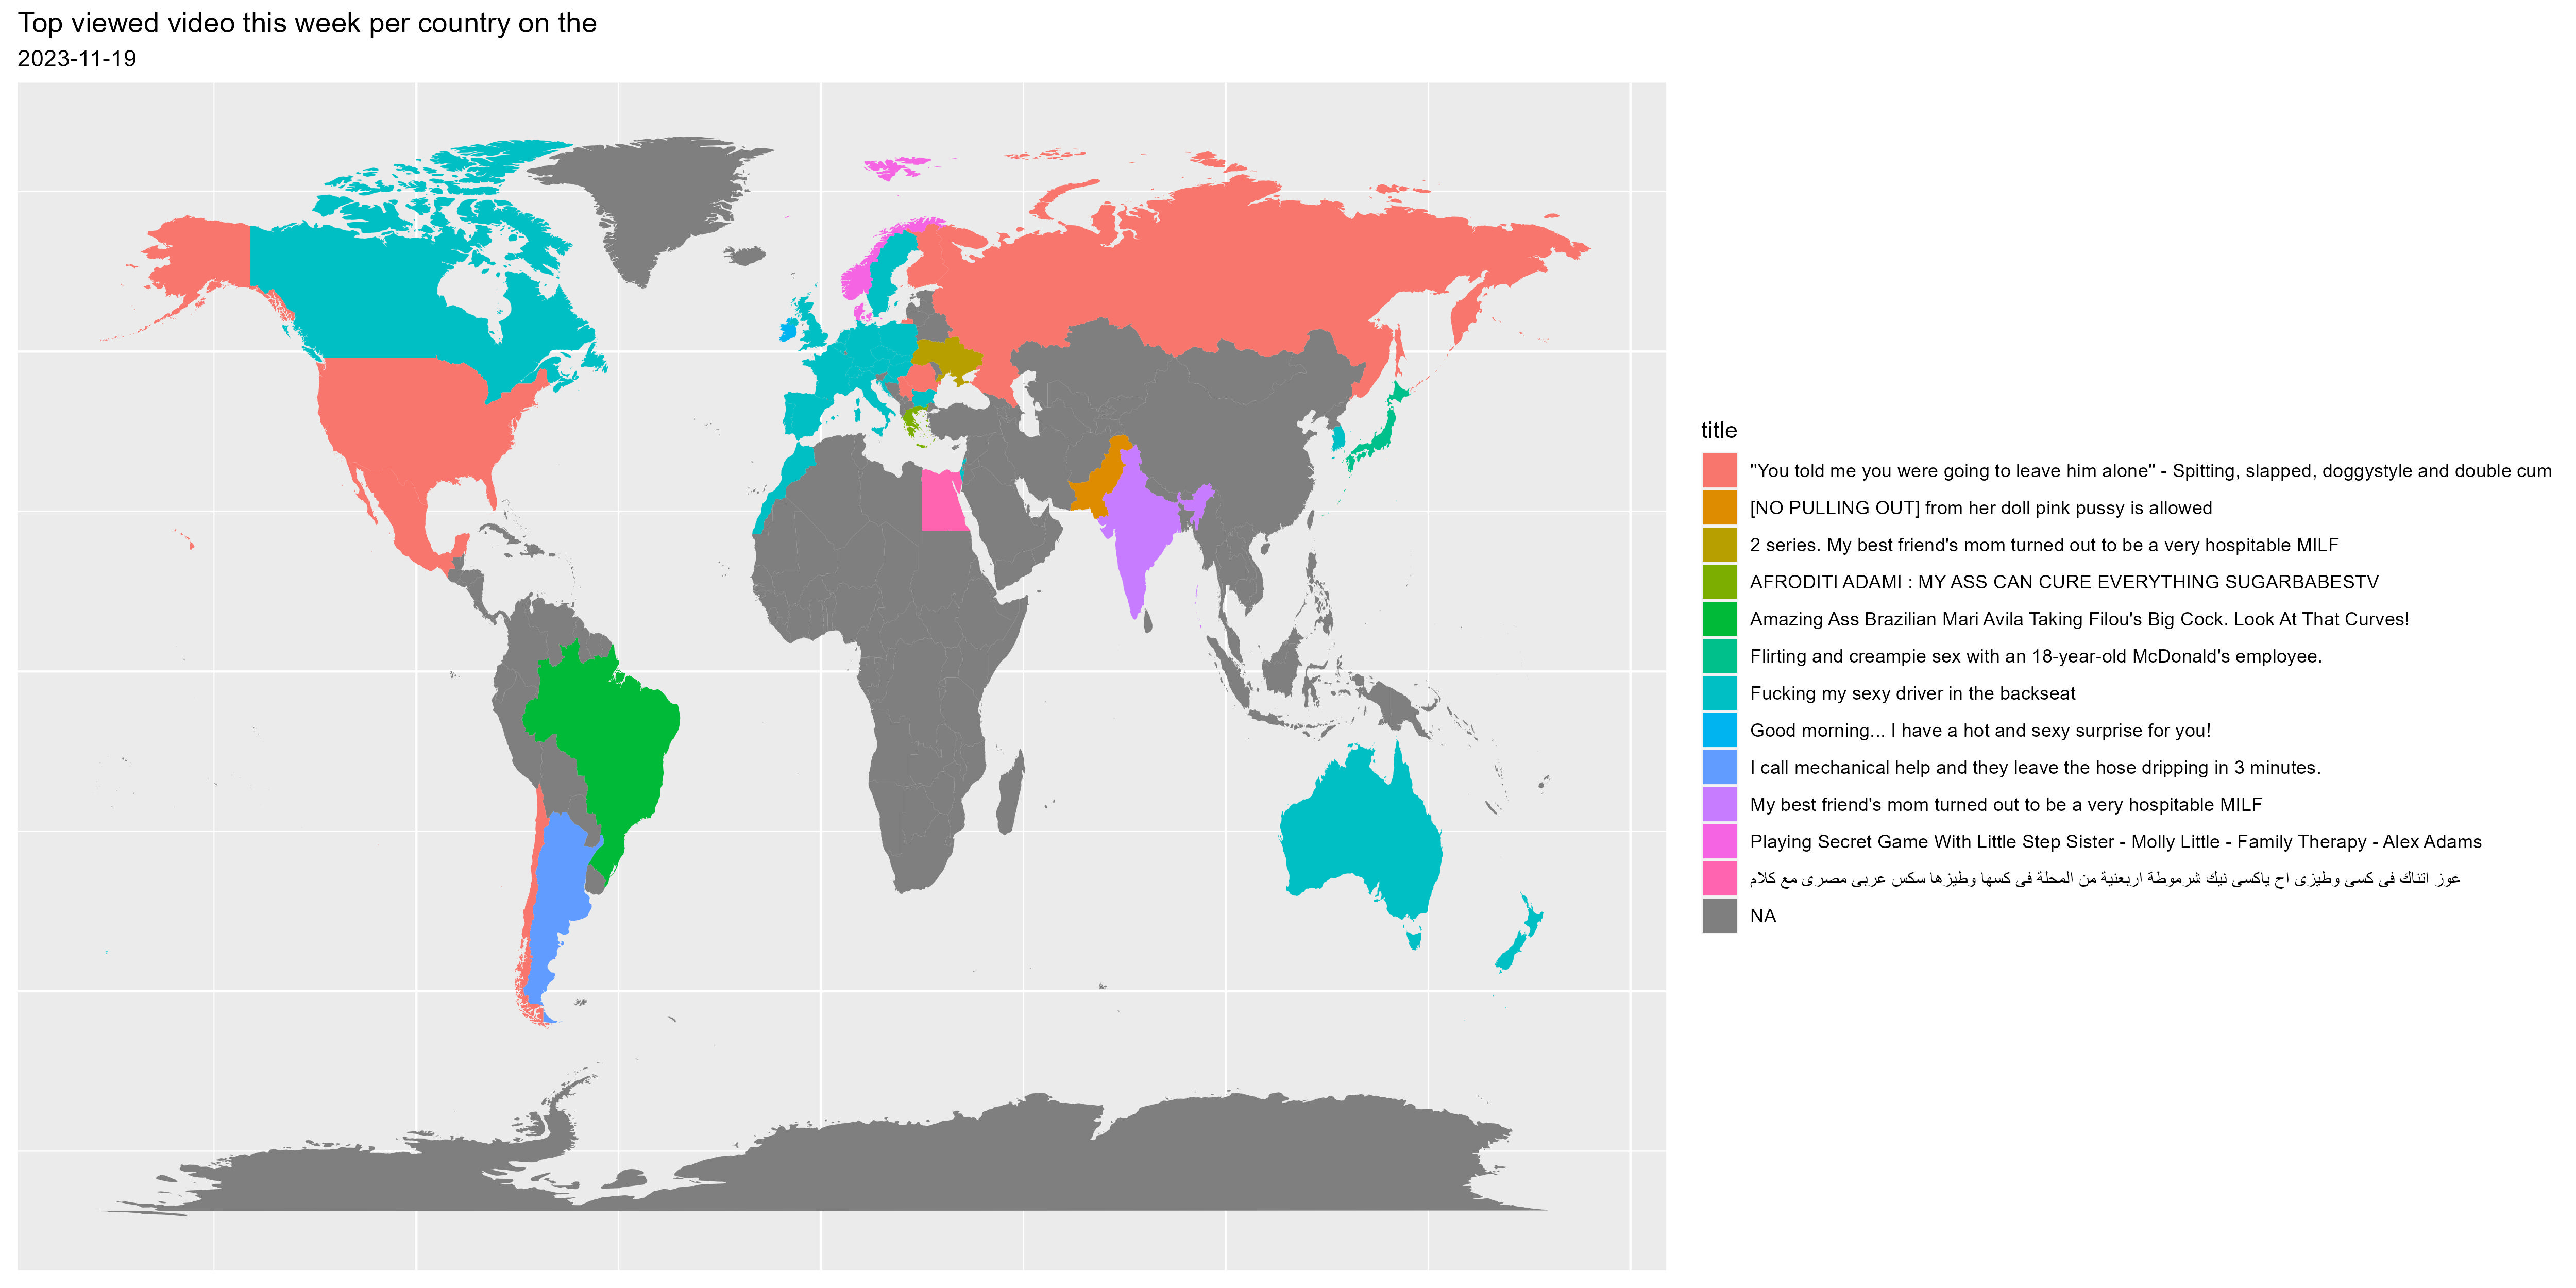 Top viewed video this week per country on the
2023-11-19
title
"You told me you were going to leave him alone" - Spitting, slapped, doggystyle and double cum
[NO PULLING OUT] from her doll pink pussy is allowed
2 series. My best friend's mom turned out to be a very hospitable MILF
AFRODITI ADAMI : MY ASS CAN CURE EVERYTHING SUGARBABESTV
Amazing Ass Brazilian Mari Avila Taking Filou's Big Cock. Look At That Curves!
Flirting and creampie sex with an 18-year-old McDonald's employee.
Fucking my sexy driver in the backseat
Good morning... I have a hot and sexy surprise for you!
I call mechanical help and they leave the hose dripping in 3 minutes.
My best friend's mom turned out to be a very hospitable MILF
Playing Secret Game With Little Step Sister - Molly Little - Family Therapy - Alex Adams
عوز اتناك فى كسى وطيزى اح ياكسى نيك شرموطة اربعنية من المحلة فى كسها وطيزها سكس عربى مصرى مع كلام
NA